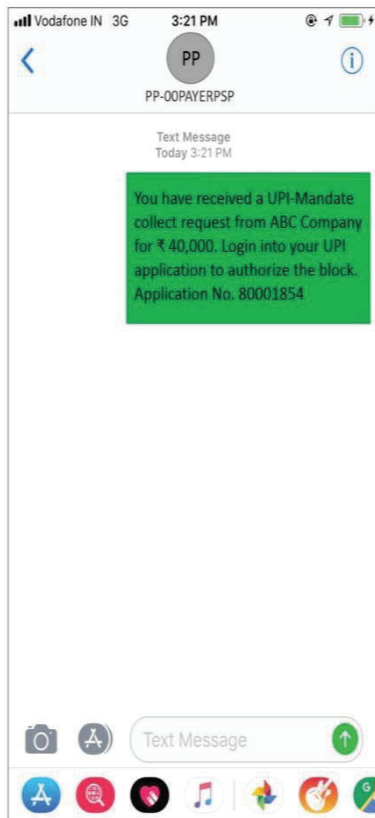 Vodafone IN 3G 3:21 PM
PP
i
PP-OOPAYERPSP
Text Message
Today 3:21 PM
You have received a UPI-Mandate
collect request from ABC Company
for ₹ 40,000. Login into your UPI
application to authorize the block.
Application No. 80001854
Text Message